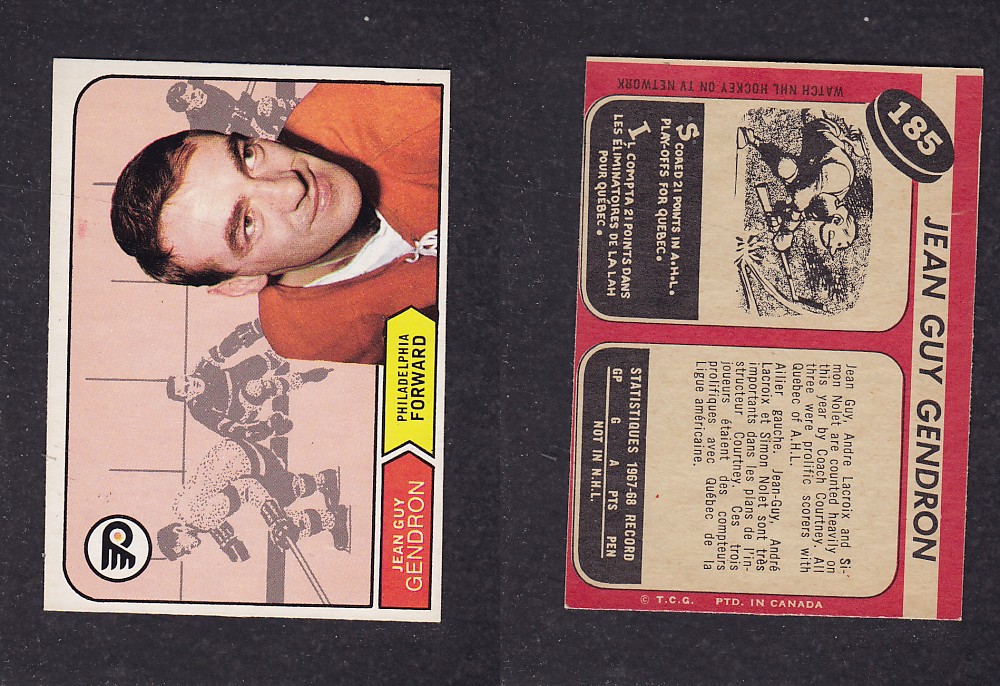 PHILADELPHIA
FORWARD
JEAN GUY
GENDRON
185
JEAN GUY GENDRON
WATCH NHL HOCKEY ON TV NETWORK
SCORED 21 POINTS IN A.H.L.
PLAY-OFFS FOR QUEBEC.
IL COMPTA 21 POINTS DANS
LES ÉLIMINATOIRES DE LA LAH
POUR QUÉBEC.
Jean Guy, Andre Lacroix and Si-
mon Nolet are counted heavily on
this year by Coach Courtney. All
three were prolific scorers with
Quebec of A.H.L.
Ailier gauche. Jean-Guy, André
Lacroix et Simon Nolet sont très
importants dans les plans de l'in-
structeur Courtney. Ces trois
joueurs étaient des compteurs
prolifiques avec Québec de la
Ligue américaine.
STATISTIQUES 1967-68 RECORD
GP G A PTS PEN
NOT IN N.H.L.
© T.C.G. PTD. IN CANADA